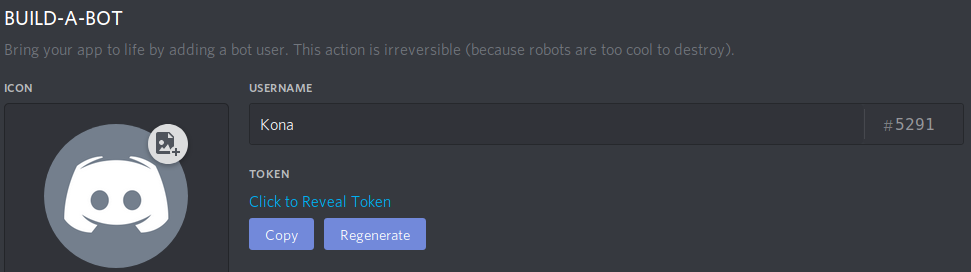 BUILD-A-BOT
Bring your app to life by adding a bot user. This action is irreversible (because robots are too cool to destroy).
ICON
USERNAME
Kona #5291
TOKEN
Click to Reveal Token
Copy Regenerate